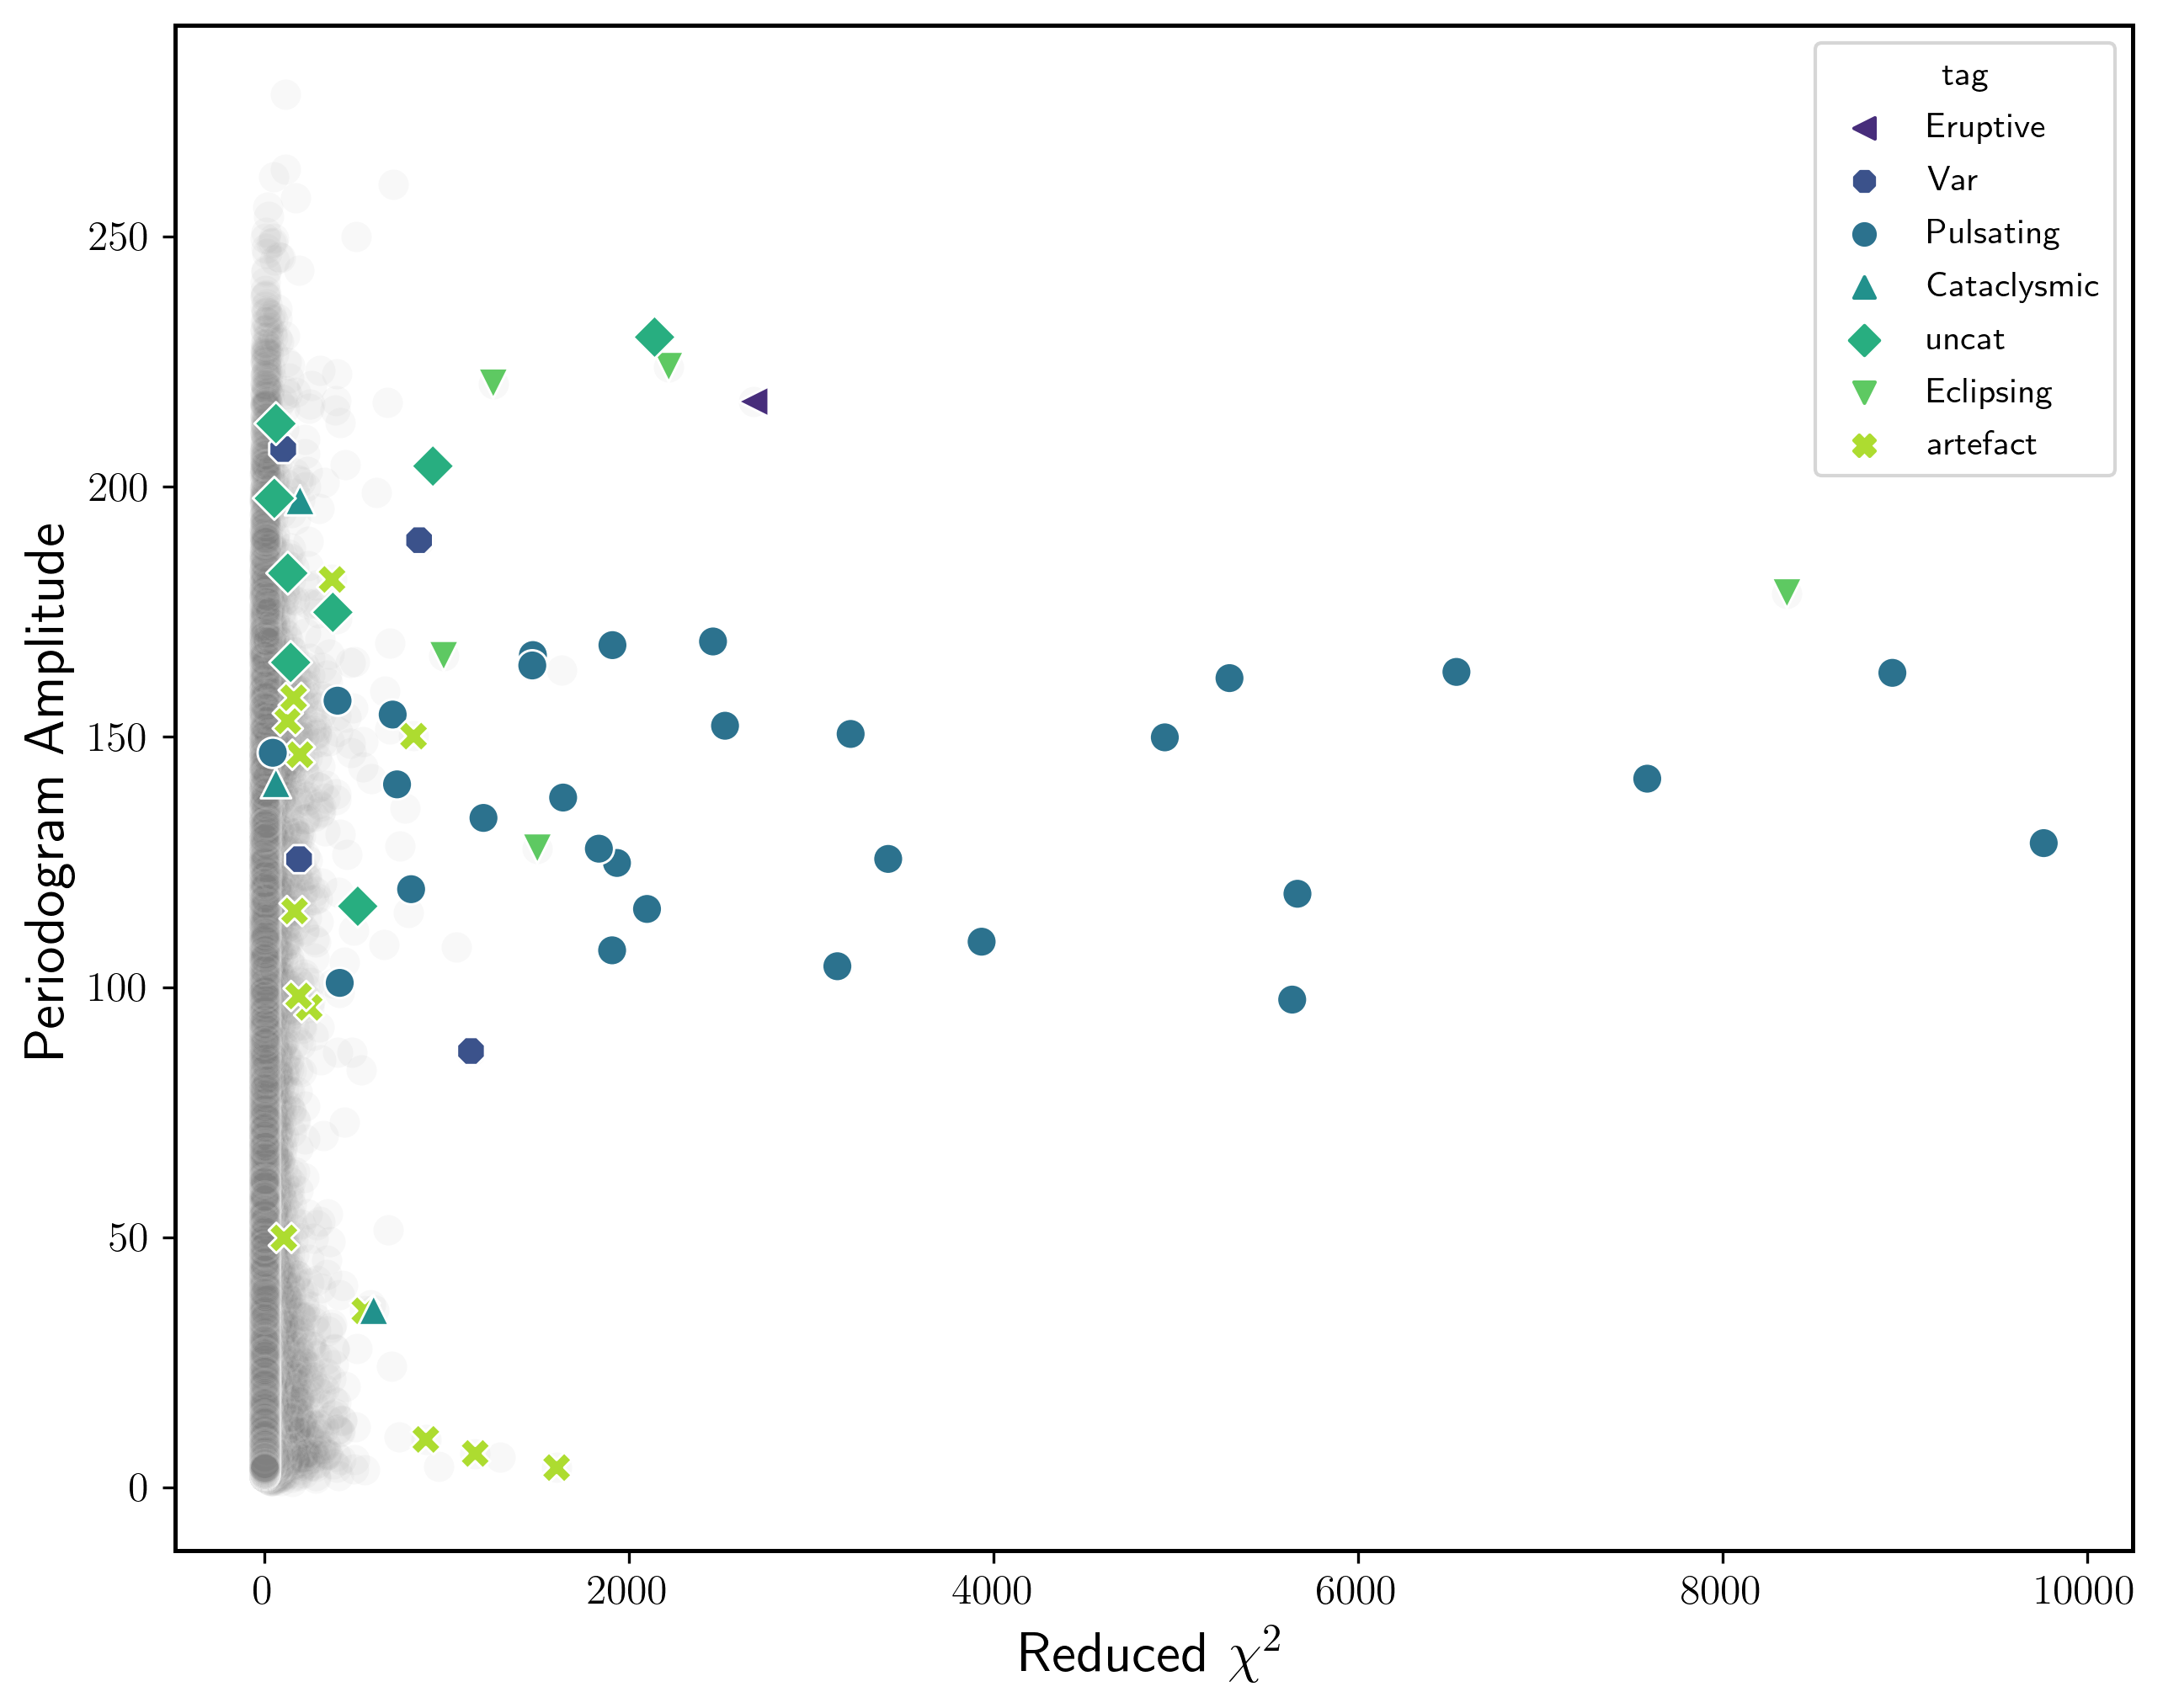 tag
Eruptive
Var
Pulsating
Cataclysmic
uncat
Eclipsing
artefact
Periodogram Amplitude
250
200
150
100
50
0
0 2000 4000 6000 8000 10000
Reduced χ²